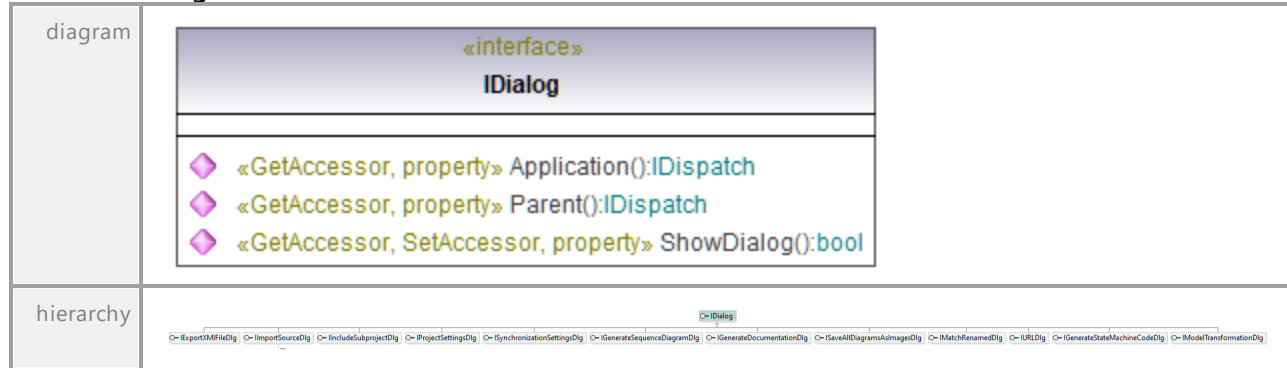 diagram
«interface»
IDialog
«GetAccessor, property» Application():IDispatch
«GetAccessor, property» Parent():IDispatch
«GetAccessor, SetAccessor, property» ShowDialog():bool
hierarchy
IDialog
IExportXMIFileDlg IImportSourceDlg IIncludeSubprojectDlg IProjectSettingsDlg ISynchronizationSettingsDlg IGenerateSequenceDiagramDlg IGenerateDocumentationDlg ISaveAllDiagramsAsImagesDlg IMatchRenamedDlg IURLDlg IGenerateStateMachineCodeDlg IModelTransformationDlg
...